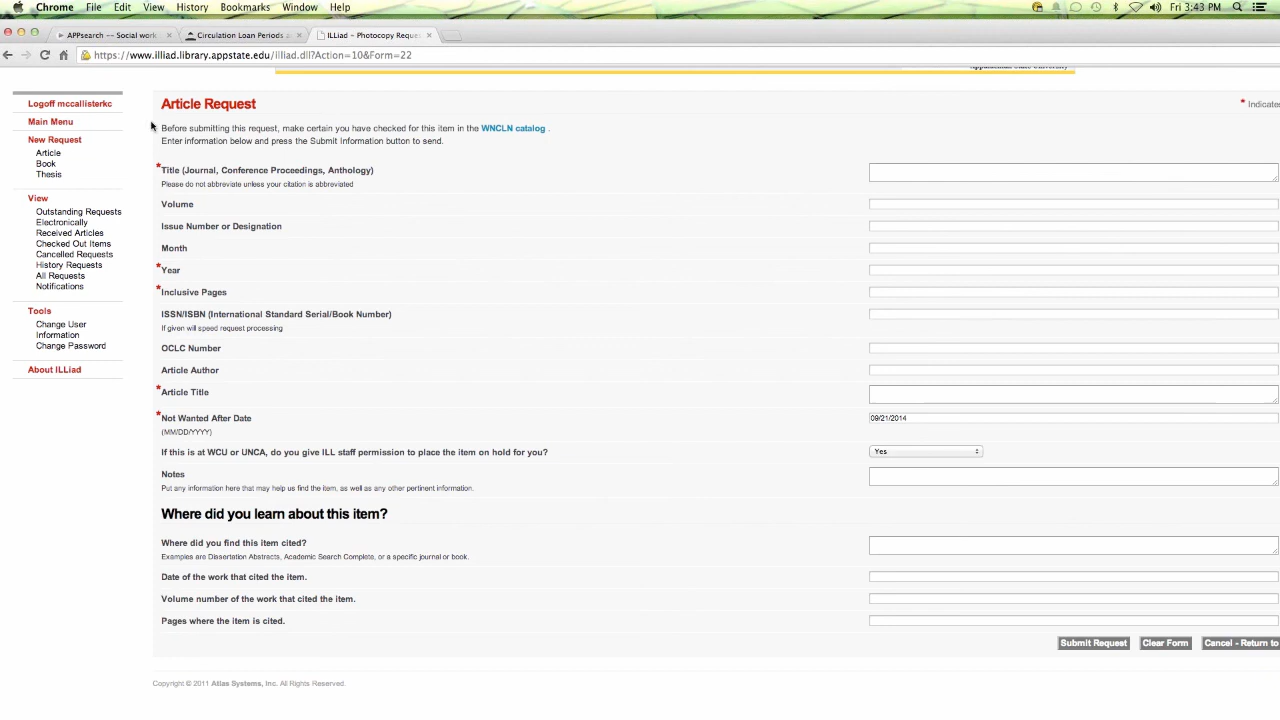 Chrome File Edit View History Bookmarks Window Help Fri 3:43 PM
APPsearch -- Social work Circulation Loan Periods a ILLiad - Photocopy Reque
https://www.illiad.library.appstate.edu/illiad.dll?Action=10&Form=22
Appalachian State University
Logoff mccallisterkc
Main Menu
New Request
Article
Book
Thesis
View
Outstanding Requests
Electronically
Received Articles
Checked Out Items
Cancelled Requests
History Requests
All Requests
Notifications
Tools
Change User
Information
Change Password
About ILLiad
Article Request
* Indicates
Before submitting this request, make certain you have checked for this item in the WNCLN catalog .
Enter information below and press the Submit Information button to send.
*Title (Journal, Conference Proceedings, Anthology)
Please do not abbreviate unless your citation is abbreviated
Volume
Issue Number or Designation
Month
*Year
*Inclusive Pages
ISSN/ISBN (International Standard Serial/Book Number)
If given will speed request processing
OCLC Number
Article Author
*Article Title
*Not Wanted After Date 09/21/2014
(MM/DD/YYYY)
If this is at WCU or UNCA, do you give ILL staff permission to place the item on hold for you? Yes
Notes
Put any information here that may help us find the item, as well as any other pertinent information.
Where did you learn about this item?
Where did you find this item cited?
Examples are Dissertation Abstracts, Academic Search Complete, or a specific journal or book.
Date of the work that cited the item.
Volume number of the work that cited the item.
Pages where the item is cited.
Submit Request Clear Form Cancel - Return to
Copyright © 2011 Atlas Systems, Inc. All Rights Reserved.